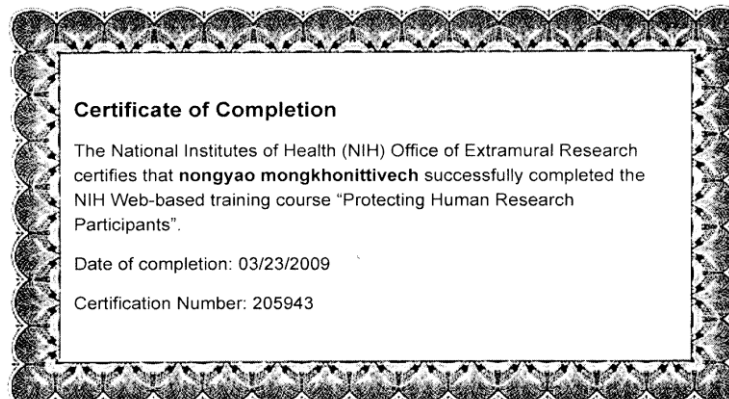 Certificate of Completion
The National Institutes of Health (NIH) Office of Extramural Research
certifies that nongyao mongkhonittivech successfully completed the
NIH Web-based training course “Protecting Human Research
Participants”.
Date of completion: 03/23/2009
Certification Number: 205943